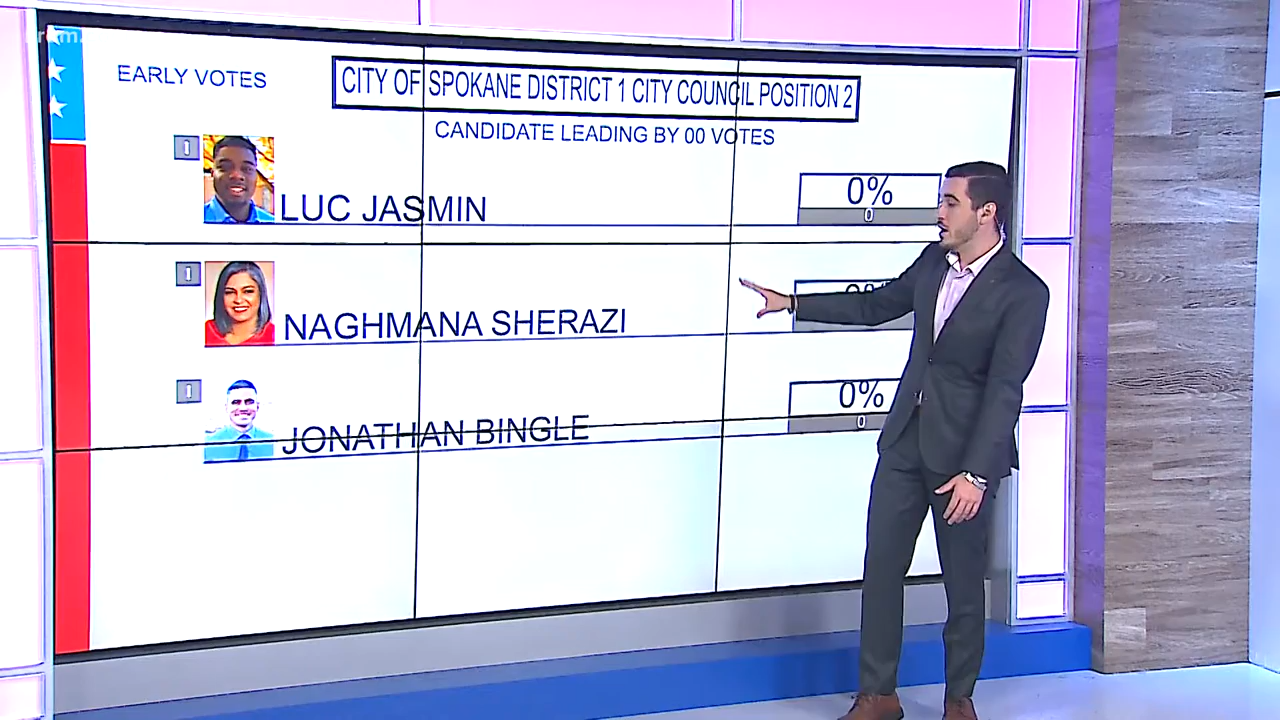 EARLY VOTES
CITY OF SPOKANE DISTRICT 1 CITY COUNCIL POSITION 2
CANDIDATE LEADING BY 00 VOTES
LUC JASMIN
0%
0
NAGHMANA SHERAZI
JONATHAN BINGLE
0%
0